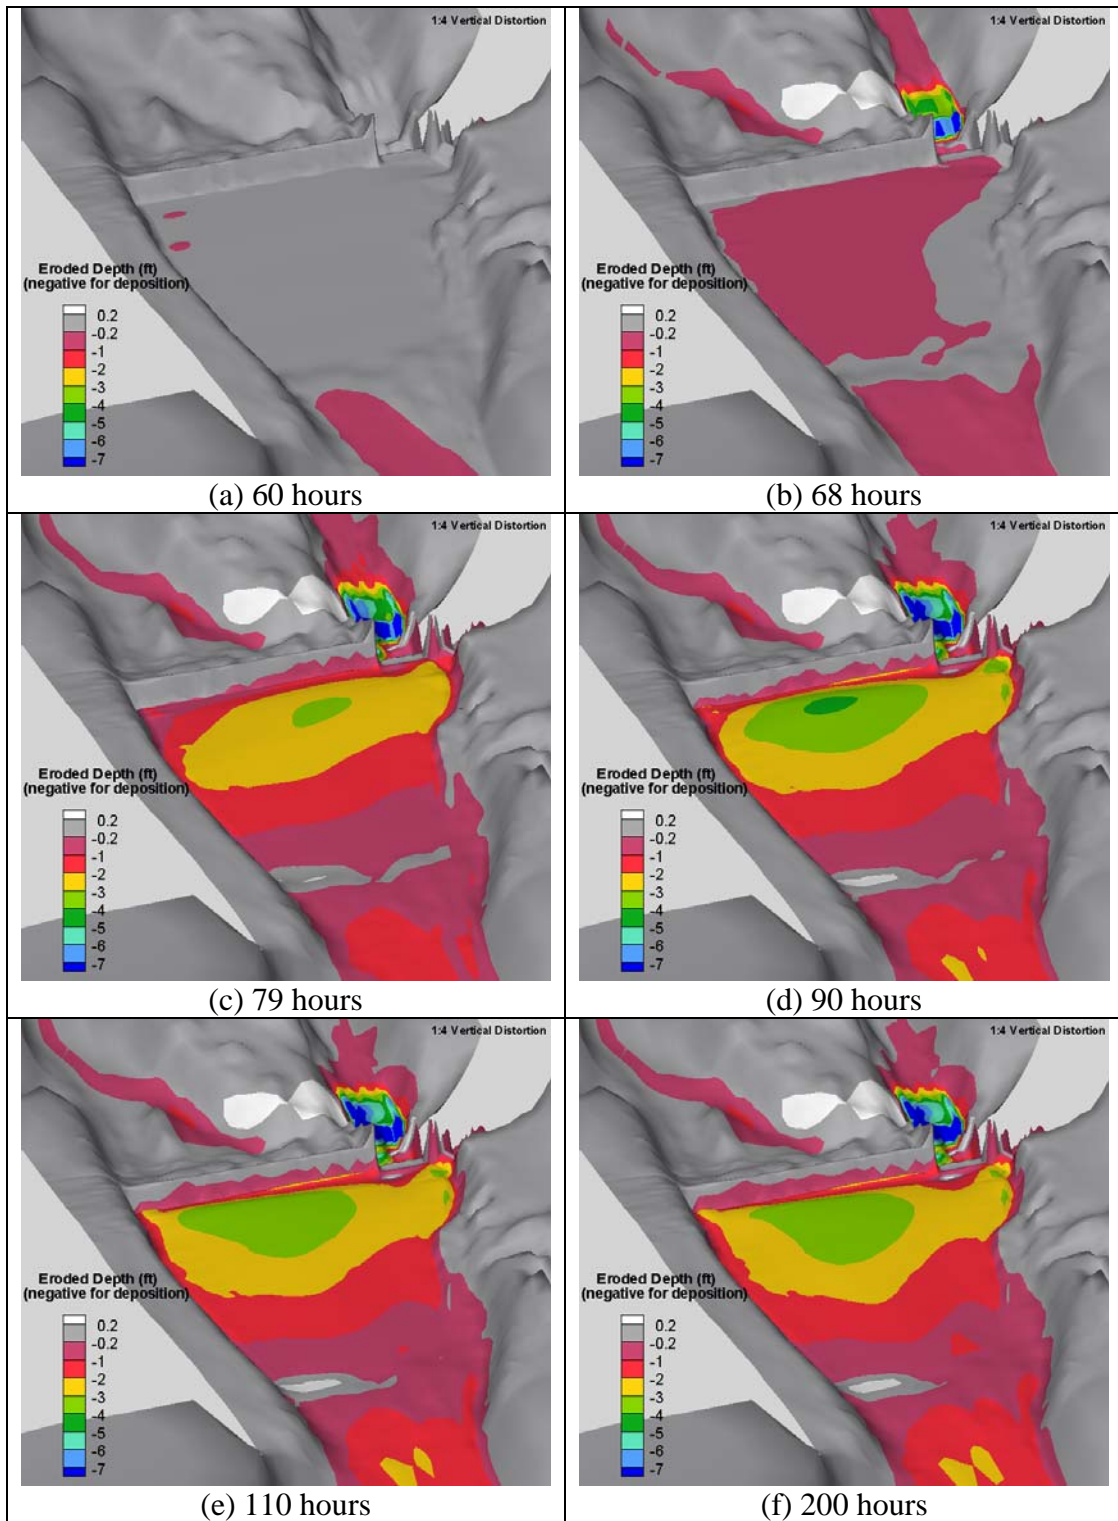 1:4 Vertical Distortion
Eroded Depth (ft)
(negative for deposition)
0.2
-0.2
-1
-2
-3
-4
-5
-6
-7
(a) 60 hours
1:4 Vertical Distortion
Eroded Depth (ft)
(negative for deposition)
0.2
-0.2
-1
-2
-3
-4
-5
-6
-7
(b) 68 hours
1:4 Vertical Distortion
Eroded Depth (ft)
(negative for deposition)
0.2
-0.2
-1
-2
-3
-4
-5
-6
-7
(c) 79 hours
1:4 Vertical Distortion
Eroded Depth (ft)
(negative for deposition)
0.2
-0.2
-1
-2
-3
-4
-5
-6
-7
(d) 90 hours
1:4 Vertical Distortion
Eroded Depth (ft)
(negative for deposition)
0.2
-0.2
-1
-2
-3
-4
-5
-6
-7
(e) 110 hours
1:4 Vertical Distortion
Eroded Depth (ft)
(negative for deposition)
0.2
-0.2
-1
-2
-3
-4
-5
-6
-7
(f) 200 hours